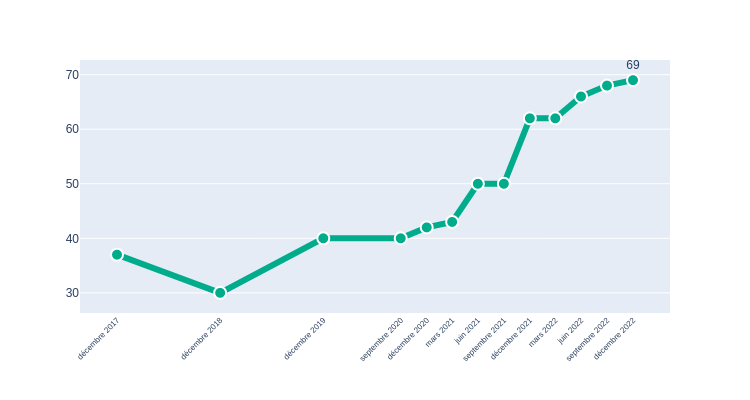 69
70
60
50
40
30
décembre 2017
décembre 2018
décembre 2019
septembre 2020
décembre 2020
mars 2021
juin 2021
septembre 2021
décembre 2021
mars 2022
juin 2022
septembre 2022
décembre 2022